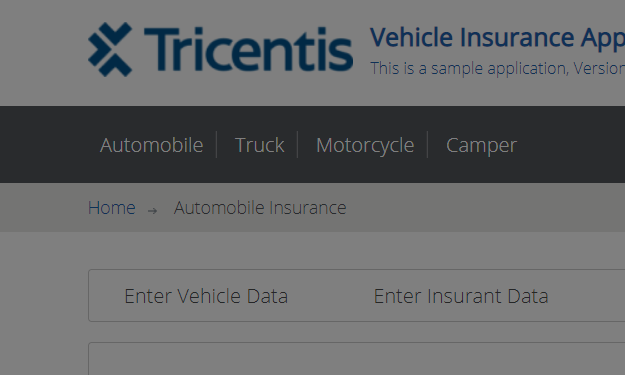 Tricentis
Vehicle Insurance App
This is a sample application, Version
Automobile Truck Motorcycle Camper
Home → Automobile Insurance
Enter Vehicle Data Enter Insurant Data